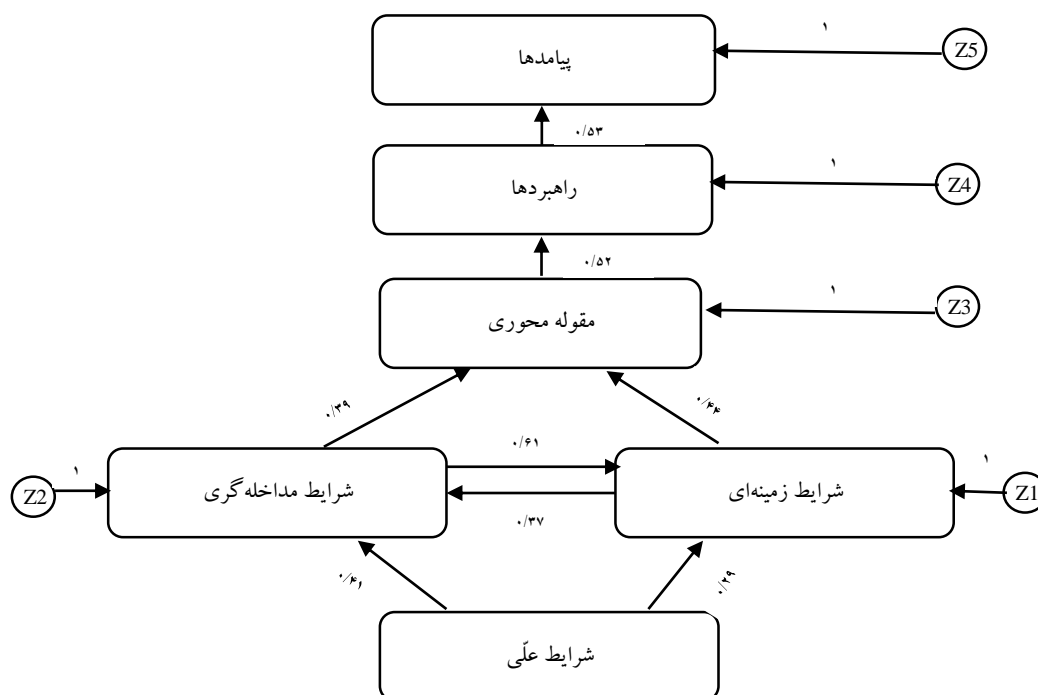 ۱
Z5
پیامدها
۰/۵۳
۱
Z4
راهبردها
۰/۵۲
۱
Z3
مقوله محوری
۰/۳۹
۰/۴۴
۰/۶۱
۱
Z1
شرایط زمینه‌ای
شرایط مداخله‌گری
۱
Z2
۰/۳۷
۰/۴۱
۰/۲۹
شرایط علّی